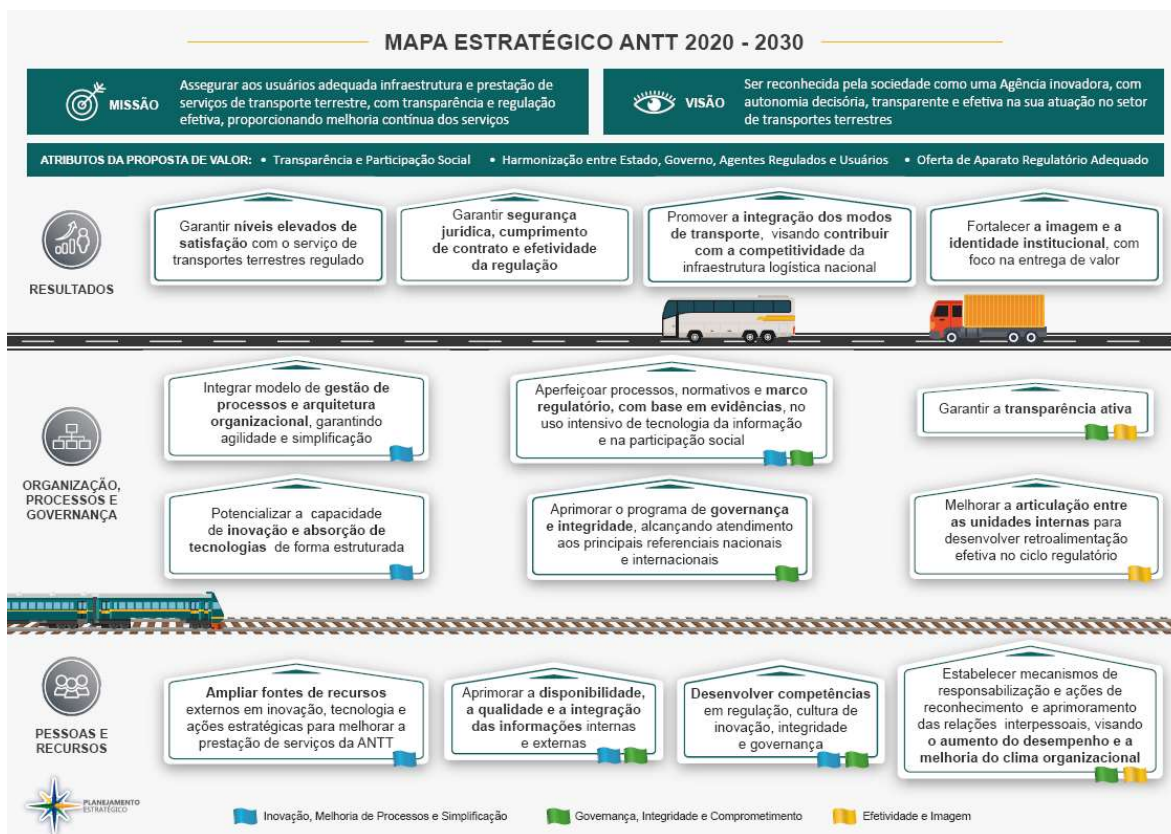 MAPA ESTRATÉGICO ANTT 2020 - 2030
MISSÃO
Assegurar aos usuários adequada infraestrutura e prestação de
serviços de transporte terrestre, com transparência e regulação
efetiva, proporcionando melhoria contínua dos serviços
VISÃO
Ser reconhecida pela sociedade como uma Agência inovadora, com
autonomia decisória, transparente e efetiva na sua atuação no setor
de transportes terrestres
ATRIBUTOS DA PROPOSTA DE VALOR: • Transparência e Participação Social • Harmonização entre Estado, Governo, Agentes Regulados e Usuários • Oferta de Aparato Regulatório Adequado
RESULTADOS
Garantir níveis elevados de
satisfação com o serviço de
transportes terrestres regulado
Garantir segurança
jurídica, cumprimento
de contrato e efetividade
da regulação
Promover a integração dos modos
de transporte, visando contribuir
com a competitividade da
infraestrutura logística nacional
Fortalecer a imagem e a
identidade institucional, com
foco na entrega de valor
ORGANIZAÇÃO,
PROCESSOS E
GOVERNANÇA
Integrar modelo de gestão de
processos e arquitetura
organizacional, garantindo
agilidade e simplificação
Aperfeiçoar processos, normativos e marco
regulatório, com base em evidências, no
uso intensivo de tecnologia da informação
e na participação social
Garantir a transparência ativa
Potencializar a capacidade
de inovação e absorção de
tecnologias de forma estruturada
Aprimorar o programa de governança
e integridade, alcançando atendimento
aos principais referenciais nacionais
e internacionais
Melhorar a articulação entre
as unidades internas para
desenvolver retroalimentação
efetiva no ciclo regulatório
PESSOAS E
RECURSOS
Ampliar fontes de recursos
externos em inovação, tecnologia e
ações estratégicas para melhorar a
prestação de serviços da ANTT
Aprimorar a disponibilidade,
a qualidade e a integração
das informações internas
e externas
Desenvolver competências
em regulação, cultura de
inovação, integridade
e governança
Estabelecer mecanismos de
responsabilização e ações de
reconhecimento e aprimoramento
das relações interpessoais, visando
o aumento do desempenho e a
melhoria do clima organizacional
PLANEJAMENTO
ESTRATÉGICO
Inovação, Melhoria de Processos e Simplificação
Governança, Integridade e Comprometimento
Efetividade e Imagem